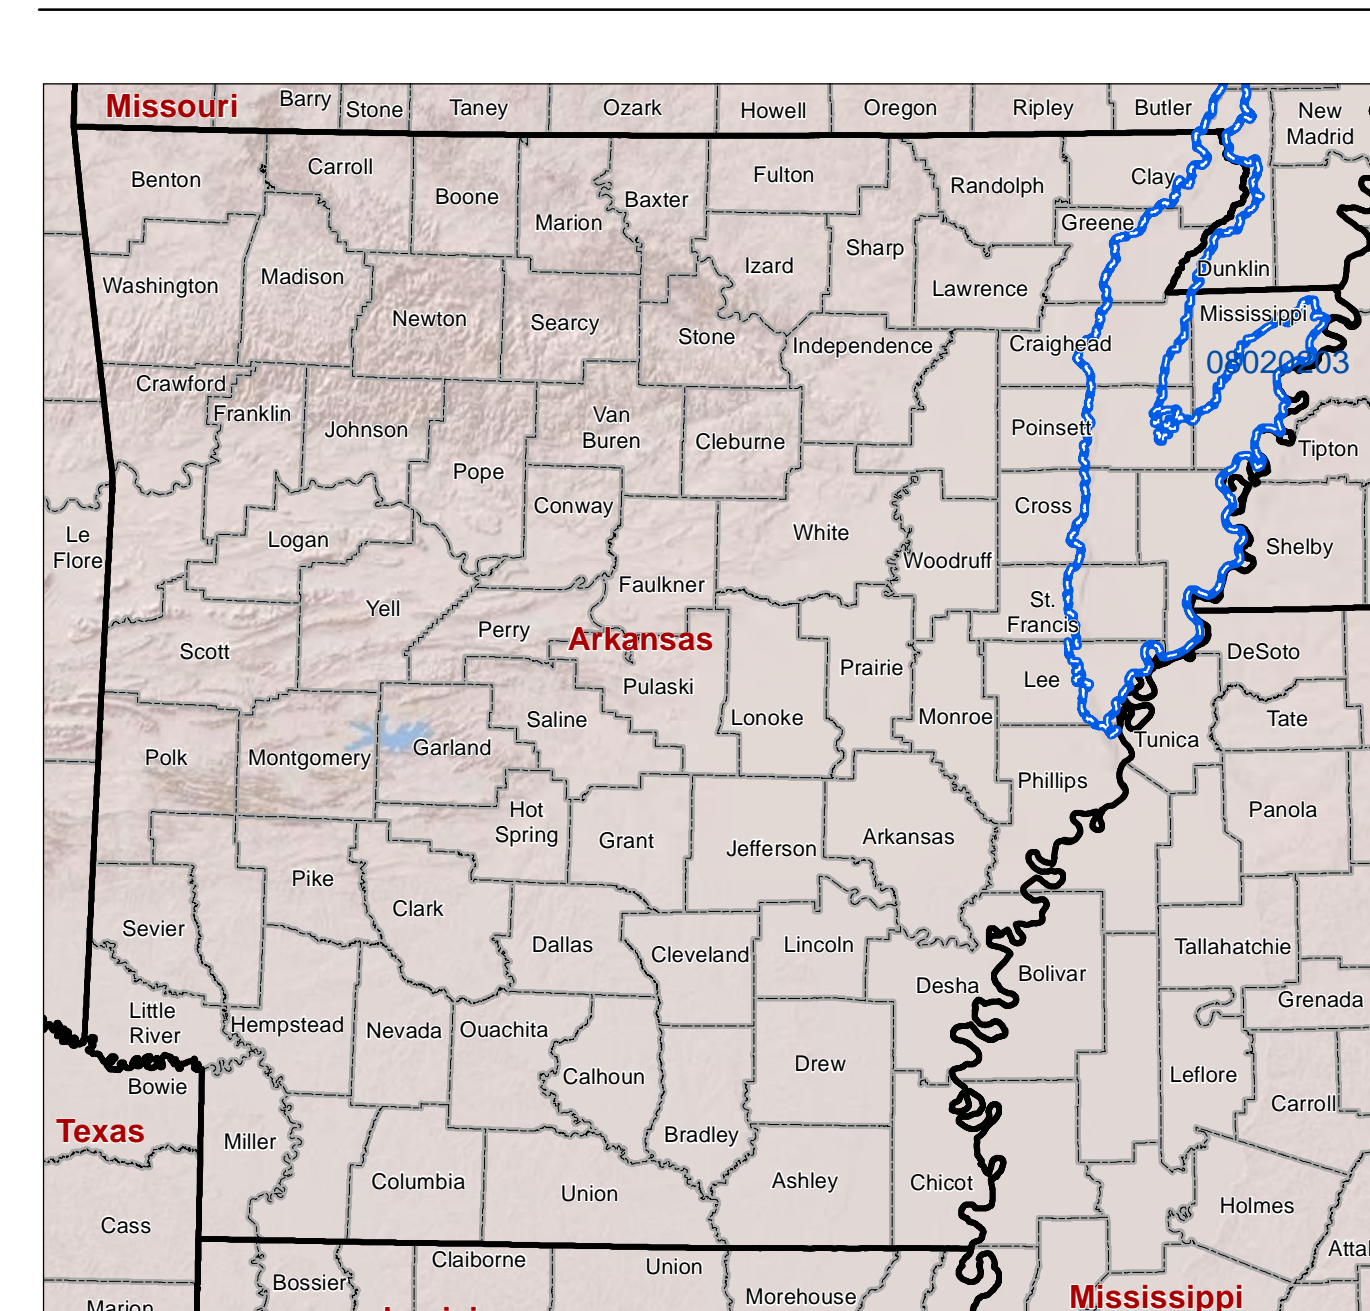 Missouri
Barry
Stone
Taney
Ozark
Howell
Oregon
Ripley
Butler
New
Madrid
Benton
Carroll
Boone
Marion
Baxter
Fulton
Randolph
Clay
Greene
Sharp
Izard
Lawrence
Dunklin
Washington
Madison
Newton
Searcy
Stone
Independence
Craighead
Mississippi
08020203
Crawford
Franklin
Johnson
Van
Buren
Cleburne
Poinsett
Tipton
Pope
Conway
White
Cross
Woodruff
Shelby
Le
Flore
Logan
Faulkner
St.
Francis
Yell
Perry
Arkansas
Scott
Pulaski
Prairie
Lee
DeSoto
Saline
Lonoke
Monroe
Tate
Tunica
Polk
Montgomery
Garland
Phillips
Hot
Spring
Grant
Jefferson
Arkansas
Panola
Pike
Clark
Sevier
Dallas
Cleveland
Lincoln
Desha
Bolivar
Tallahatchie
Grenada
Little
River
Hempstead
Nevada
Ouachita
Calhoun
Drew
Leflore
Carroll
Bowie
Texas
Miller
Bradley
Columbia
Union
Ashley
Chicot
Holmes
Cass
Claiborne
Bossier
Union
Morehouse
Mississippi
Marion